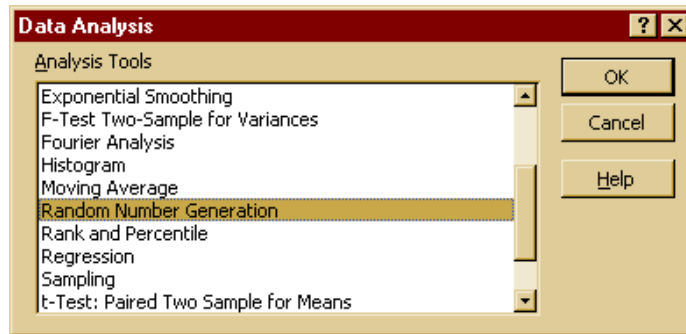 Data Analysis
? ×
Analysis Tools
Exponential Smoothing
F-Test Two-Sample for Variances
Fourier Analysis
Histogram
Moving Average
Random Number Generation
Rank and Percentile
Regression
Sampling
t-Test: Paired Two Sample for Means
OK
Cancel
Help